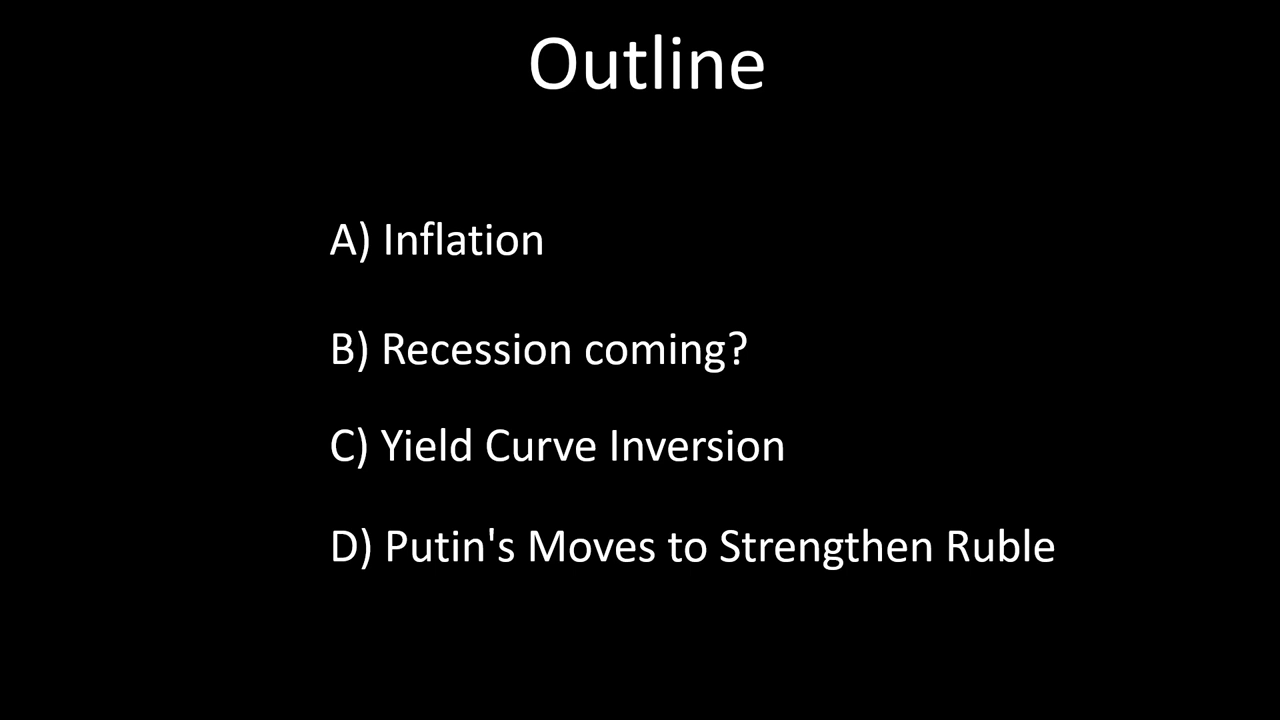 Outline
A) Inflation
B) Recession coming?
C) Yield Curve Inversion
D) Putin's Moves to Strengthen Ruble